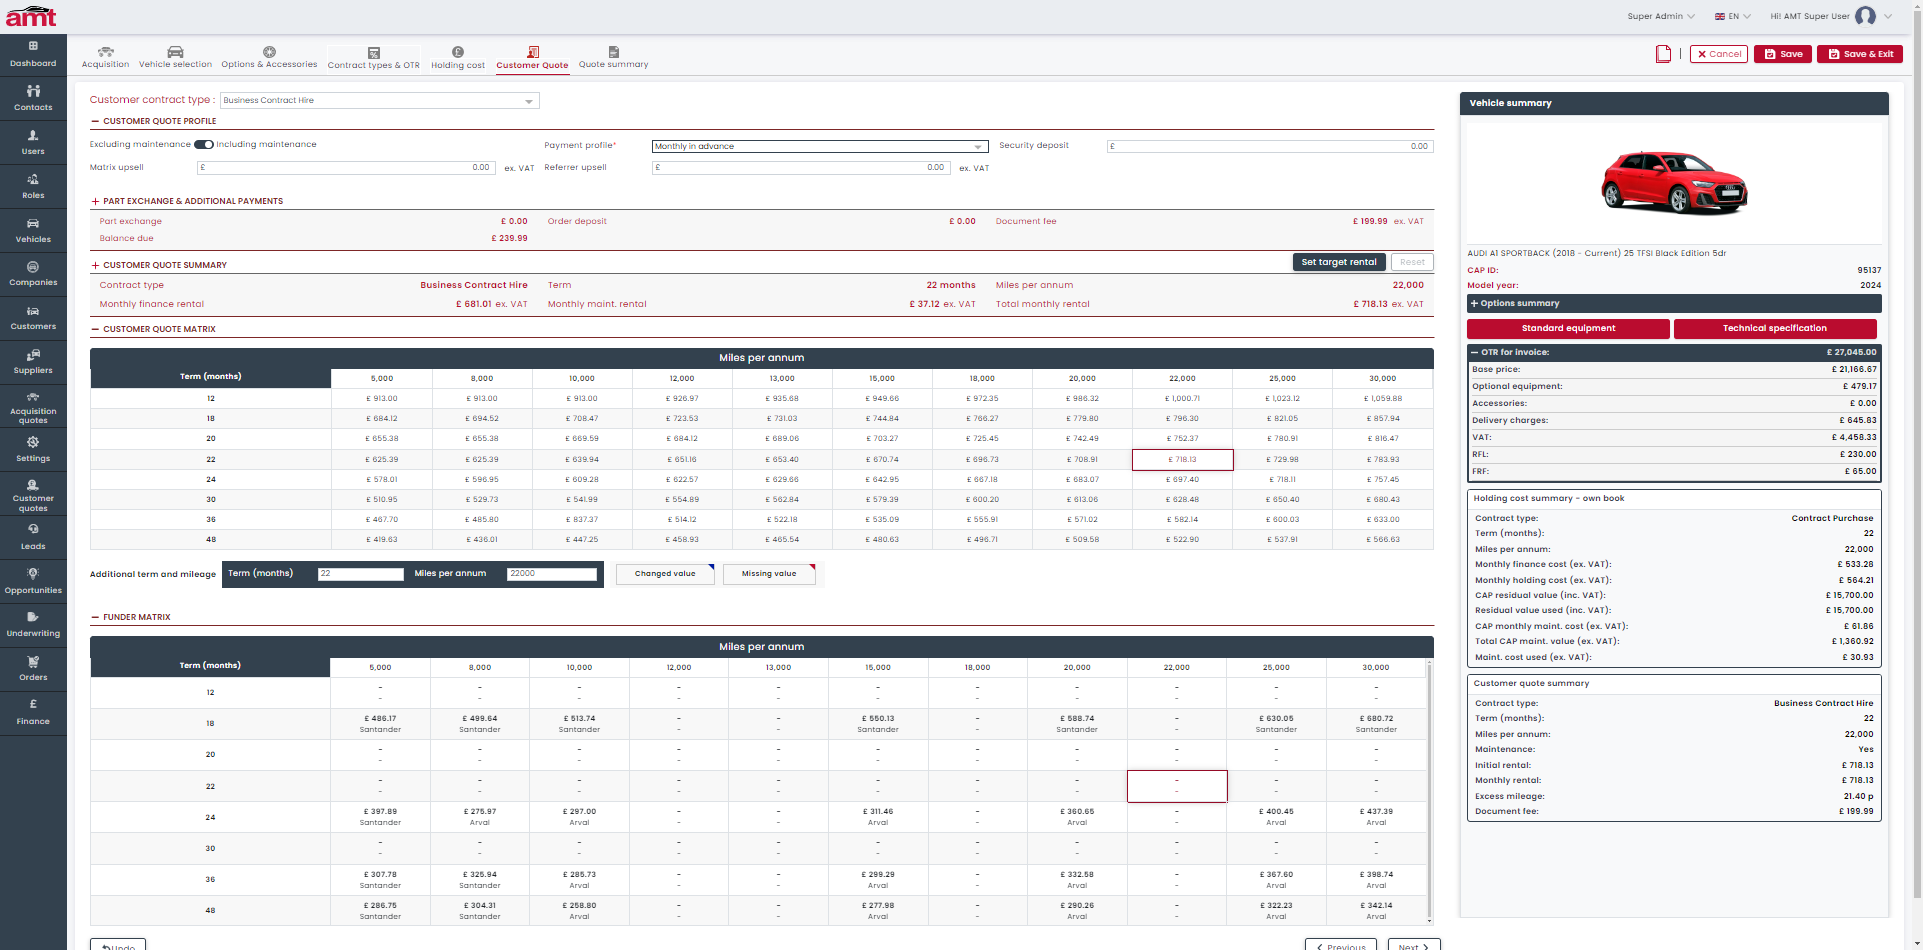 amt
Super Admin
EN
Hi! AMT Super User
Dashboard
Contacts
Users
Roles
Vehicles
Companies
Customers
Suppliers
Acquisition
quotes
Settings
Customer
quotes
Leads
Opportunities
Underwriting
Orders
Finance
Acquisition Vehicle selection Options & Accessories Contract types & OTR Holding cost Customer Quote Quote summary
Cancel Save Save & Exit
Customer contract type : Business Contract Hire
CUSTOMER QUOTE PROFILE
Excluding maintenance Including maintenance Payment profile* Monthly in advance Security deposit £ 0.00
Matrix upsell £ 0.00 ex. VAT Referrer upsell £ 0.00 ex. VAT
+ PART EXCHANGE & ADDITIONAL PAYMENTS
Part exchange £ 0.00 Order deposit £ 0.00 Document fee £ 199.99 ex. VAT
Balance due £ 239.99
+ CUSTOMER QUOTE SUMMARY Set target rental Reset
Contract type Business Contract Hire Term 22 months Miles per annum 22,000
Monthly finance rental £ 681.01 ex. VAT Monthly maint. rental £ 37.12 ex. VAT Total monthly rental £ 718.13 ex. VAT
CUSTOMER QUOTE MATRIX
Miles per annum
Term (months) 5,000 8,000 10,000 12,000 13,000 15,000 18,000 20,000 22,000 25,000 30,000
12 £ 913.00 £ 913.00 £ 913.00 £ 926.97 £ 935.68 £ 949.66 £ 972.35 £ 986.32 £ 1,000.71 £ 1,023.12 £ 1,059.88
18 £ 684.12 £ 694.52 £ 708.47 £ 723.53 £ 731.03 £ 744.84 £ 766.27 £ 779.80 £ 796.30 £ 821.05 £ 857.94
20 £ 655.38 £ 655.38 £ 669.59 £ 684.12 £ 689.06 £ 703.27 £ 725.45 £ 742.49 £ 752.37 £ 780.91 £ 816.47
22 £ 625.39 £ 625.39 £ 639.94 £ 651.16 £ 653.40 £ 670.74 £ 696.73 £ 708.91 £ 718.13 £ 729.98 £ 783.93
24 £ 578.01 £ 596.95 £ 609.28 £ 622.57 £ 629.66 £ 642.95 £ 667.18 £ 683.07 £ 697.40 £ 718.11 £ 757.45
30 £ 510.95 £ 529.73 £ 541.99 £ 554.89 £ 562.84 £ 579.39 £ 600.20 £ 613.06 £ 628.48 £ 650.40 £ 680.43
36 £ 467.70 £ 485.80 £ 837.37 £ 514.12 £ 522.18 £ 535.09 £ 555.91 £ 571.02 £ 582.14 £ 600.03 £ 633.00
48 £ 419.63 £ 436.01 £ 447.25 £ 458.93 £ 465.54 £ 480.63 £ 496.71 £ 509.58 £ 522.90 £ 537.91 £ 566.63
Additional term and mileage Term (months) 22 Miles per annum 22000 Changed value Missing value
FUNDER MATRIX
Miles per annum
Term (months) 5,000 8,000 10,000 12,000 13,000 15,000 18,000 20,000 22,000 25,000 30,000
12 - - - - - - - - - - -
- - - - - - - - - - -
18 £ 486.17 £ 499.64 £ 513.74 - - £ 550.13 - £ 588.74 - £ 630.05 £ 680.72
Santander Santander Santander - - Santander - Santander - Santander Santander
20 - - - - - - - - - - -
- - - - - - - - - - -
22 - - - - - - - - - - -
- - - - - - - - - - -
24 £ 397.89 £ 275.97 £ 297.00 - - £ 311.46 - £ 360.65 - £ 400.45 £ 437.39
Santander Arval Arval - - Arval - Arval - Arval Arval
30 - - - - - - - - - - -
- - - - - - - - - - -
36 £ 307.78 £ 325.94 £ 285.73 - - £ 299.29 - £ 332.58 - £ 367.60 £ 398.74
Santander Santander Arval - - Arval - Arval - Arval Arval
48 £ 286.75 £ 304.31 £ 258.80 - - £ 277.98 - £ 290.26 - £ 322.23 £ 342.14
Santander Santander Arval - - Arval - Arval - Arval Arval
Undo Previous Next
Vehicle summary
AUDI A1 SPORTBACK (2018 - Current) 25 TFSI Black Edition 5dr
CAP ID: 95137
Model year: 2024
+ Options summary
Standard equipment Technical specification
OTR for invoice: £ 27,045.00
Base price: £ 21,166.67
Optional equipment: £ 479.17
Accessories: £ 0.00
Delivery charges: £ 645.83
VAT: £ 4,458.33
RFL: £ 230.00
FRF: £ 65.00
Holding cost summary - own book
Contract type: Contract Purchase
Term (months): 22
Miles per annum: 22,000
Monthly finance cost (ex. VAT): £ 533.28
Monthly holding cost (ex. VAT): £ 564.21
CAP residual value (inc. VAT): £ 15,700.00
Residual value used (inc. VAT): £ 15,700.00
CAP monthly maint. cost (ex. VAT): £ 61.86
Total CAP maint. value (ex. VAT): £ 1,360.92
Maint. cost used (ex. VAT): £ 30.93
Customer quote summary
Contract type: Business Contract Hire
Term (months): 22
Miles per annum: 22,000
Maintenance: Yes
Initial rental: £ 718.13
Monthly rental: £ 718.13
Excess mileage: 21.40 p
Document fee: £ 199.99